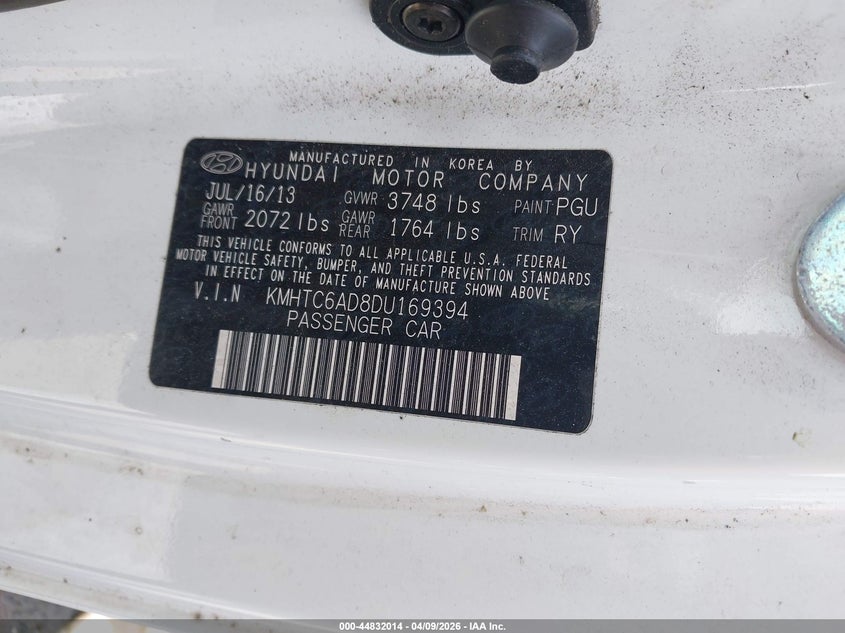 MANUFACTURED IN KOREA BY
HYUNDAI MOTOR COMPANY
JUL/16/13 GVWR 3748 lbs PAINT PGU
GAWR FRONT 2072 lbs GAWR REAR 1764 lbs TRIM RY
THIS VEHICLE CONFORMS TO ALL APPLICABLE U.S.A. FEDERAL
MOTOR VEHICLE SAFETY, BUMPER, AND THEFT PREVENTION STANDARDS
IN EFFECT ON THE DATE OF MANUFACTURE SHOWN ABOVE
V.I.N KMHTC6AD8DU169394
PASSENGER CAR
000-44832014 - 04/09/2026 - IAA Inc.